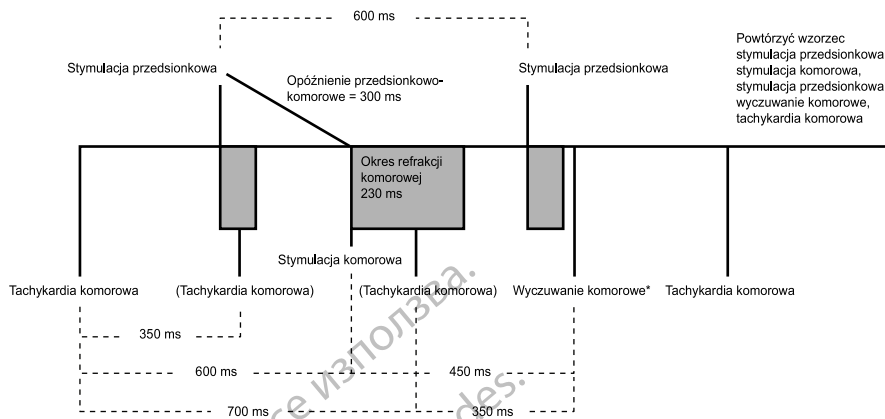 600 ms
Powtórzyć wzorzec
stymulacja przedsionkowa
stymulacja komorowa,
stymulacja przedsionkowa
wyczuwanie komorowe,
tachykardia komorowa
Stymulacja przedsionkowa
Stymulacja przedsionkowa
Opóźnienie przedsionkowo-
komorowe = 300 ms
Okres refrakcji
komorowej
230 ms
Stymulacja komorowa
Tachykardia komorowa
(Tachykardia komorowa)
(Tachykardia komorowa)
Wyczuwanie komorowe*
Tachykardia komorowa
350 ms
600 ms
450 ms
700 ms
350 ms
се използва.